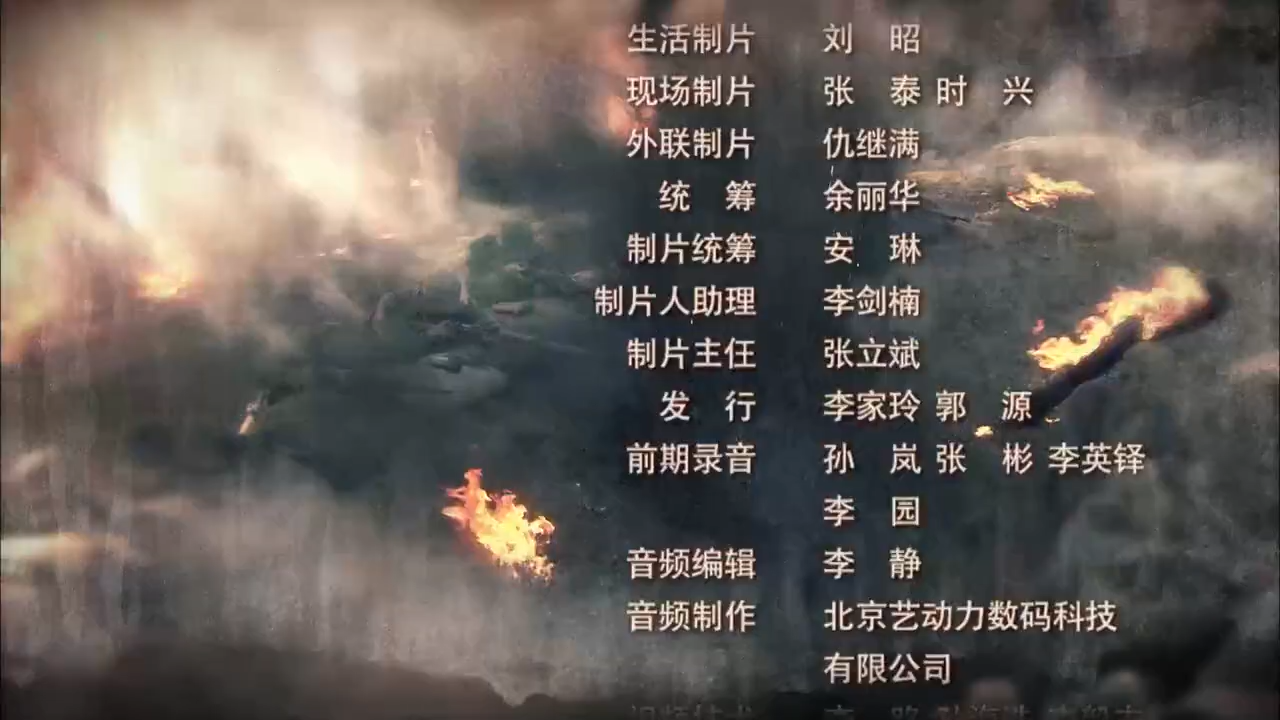 生活制片 刘 昭
现场制片 张 泰 时 兴
外联制片 仇继满
统 筹 余丽华
制片统筹 安 琳
制片人助理 李剑楠
制片主任 张立斌
发 行 李家玲 郭 源
前期录音 孙 岚 张 彬 李英铎
李 园
音频编辑 李 静
音频制作 北京艺动力数码科技
有限公司